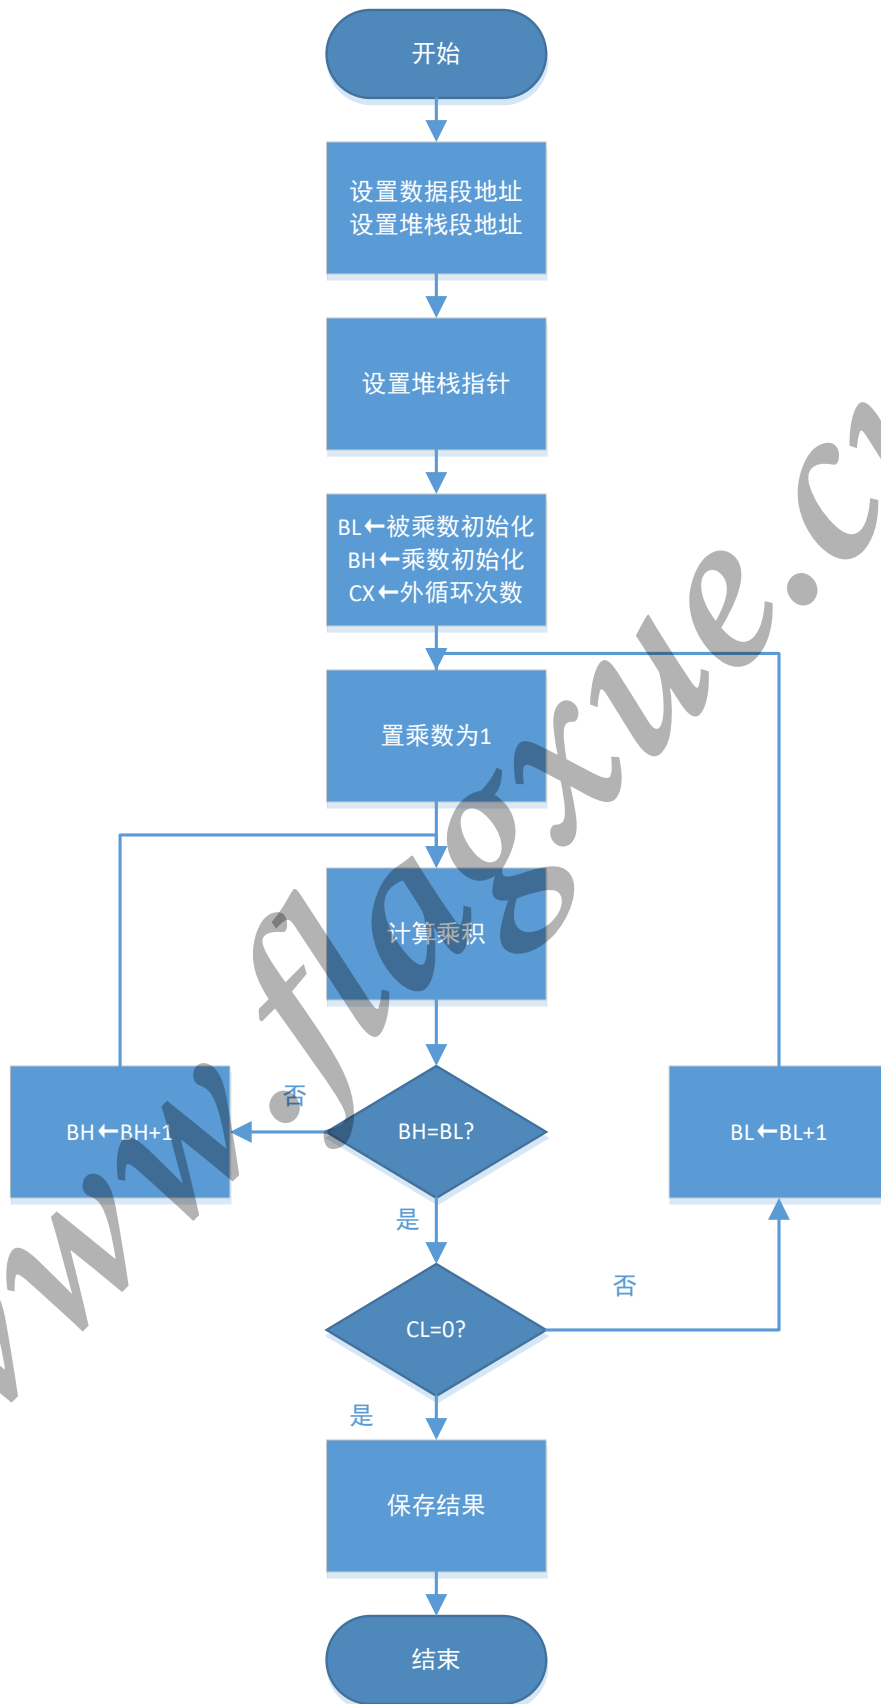 开始
设置数据段地址
设置堆栈段地址
设置堆栈指针
BL←被乘数初始化
BH←乘数初始化
CX←外循环次数
置乘数为1
计算乘积
否
BH←BH+1
BH=BL?
BL←BL+1
是
否
CL=0?
是
保存结果
结束
www.flagxue.cn